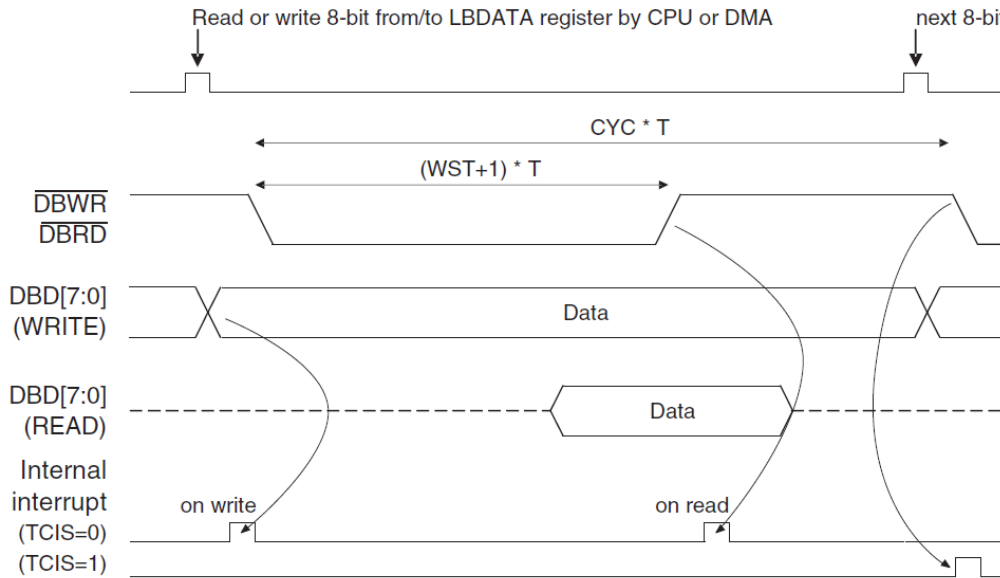 Read or write 8-bit from/to LBDATA register by CPU or DMA
next 8-bit
CYC * T
(WST+1) * T
DBWR
DBRD
DBD[7:0]
(WRITE)
Data
DBD[7:0]
(READ)
Data
Internal
interrupt
on write
on read
(TCIS=0)
(TCIS=1)